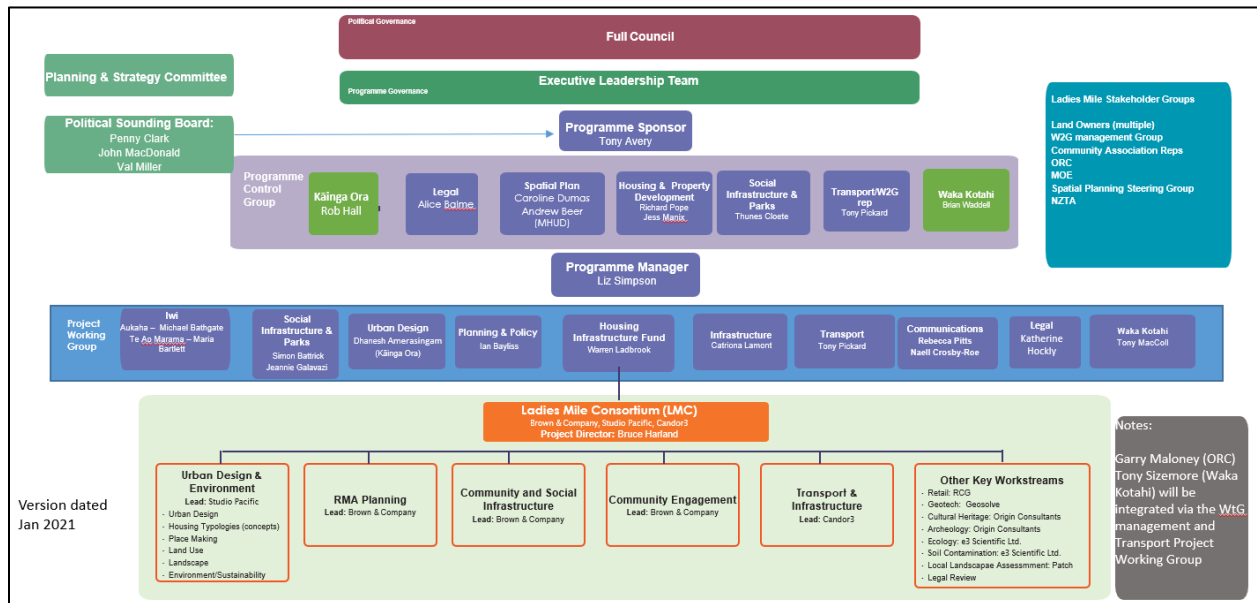 Political Governance
Full Council
Planning & Strategy Committee
Executive Leadership Team
Programme Governance
Ladies Mile Stakeholder Groups
Land Owners (multiple)
W2G management Group
Community Association Reps
ORC
MOE
Spatial Planning Steering Group
NZTA
Political Sounding Board:
Penny Clark
John MacDonald
Val Miller
Programme Sponsor
Tony Avery
Programme
Control
Group
Kāinga Ora
Rob Hall
Legal
Alice Balme
Spatial Plan
Caroline Dumas
Andrew Beer
(MHUD)
Housing & Property
Development
Richard Pope
Jess Manix
Social
Infrastructure &
Parks
Thunes Cloete
Transport/W2G
rep
Tony Pickard
Waka Kotahi
Brian Waddell
Programme Manager
Liz Simpson
Project
Working
Group
Iwi
Aukaha – Michael Bathgate
Te Ao Marama – Maria
Bartlett
Social
Infrastructure &
Parks
Simon Battrick
Jeannie Galavazi
Urban Design
Dhanesh Amerasingam
(Kāinga Ora)
Planning & Policy
Ian Bayliss
Housing
Infrastructure Fund
Warren Ladbrook
Infrastructure
Catriona Lamont
Transport
Tony Pickard
Communications
Rebecca Pitts
Naell Crosby-Roe
Legal
Katherine
Hockly
Waka Kotahi
Tony MacColl
Ladies Mile Consortium (LMC)
Brown & Company, Studio Pacific, Candor3
Project Director: Bruce Harland
Urban Design &
Environment
Lead: Studio Pacific
- Urban Design
- Housing Typologies (concepts)
- Place Making
- Land Use
- Landscape
- Environment/Sustainability
RMA Planning
Lead: Brown & Company
Community and Social
Infrastructure
Lead: Brown & Company
Community Engagement
Lead: Brown & Company
Transport &
Infrastructure
Lead: Candor3
Other Key Workstreams
- Retail: RCG
- Geotech: Geosolve
- Cultural Heritage: Origin Consultants
- Archeology: Origin Consultants
- Ecology: e3 Scientific Ltd.
- Soil Contamination: e3 Scientific Ltd.
- Local Landscapae Assessmment: Patch
- Legal Review
Notes:
Garry Maloney (ORC)
Tony Sizemore (Waka
Kotahi) will be
integrated via the WtG
management and
Transport Project
Working Group
Version dated
Jan 2021